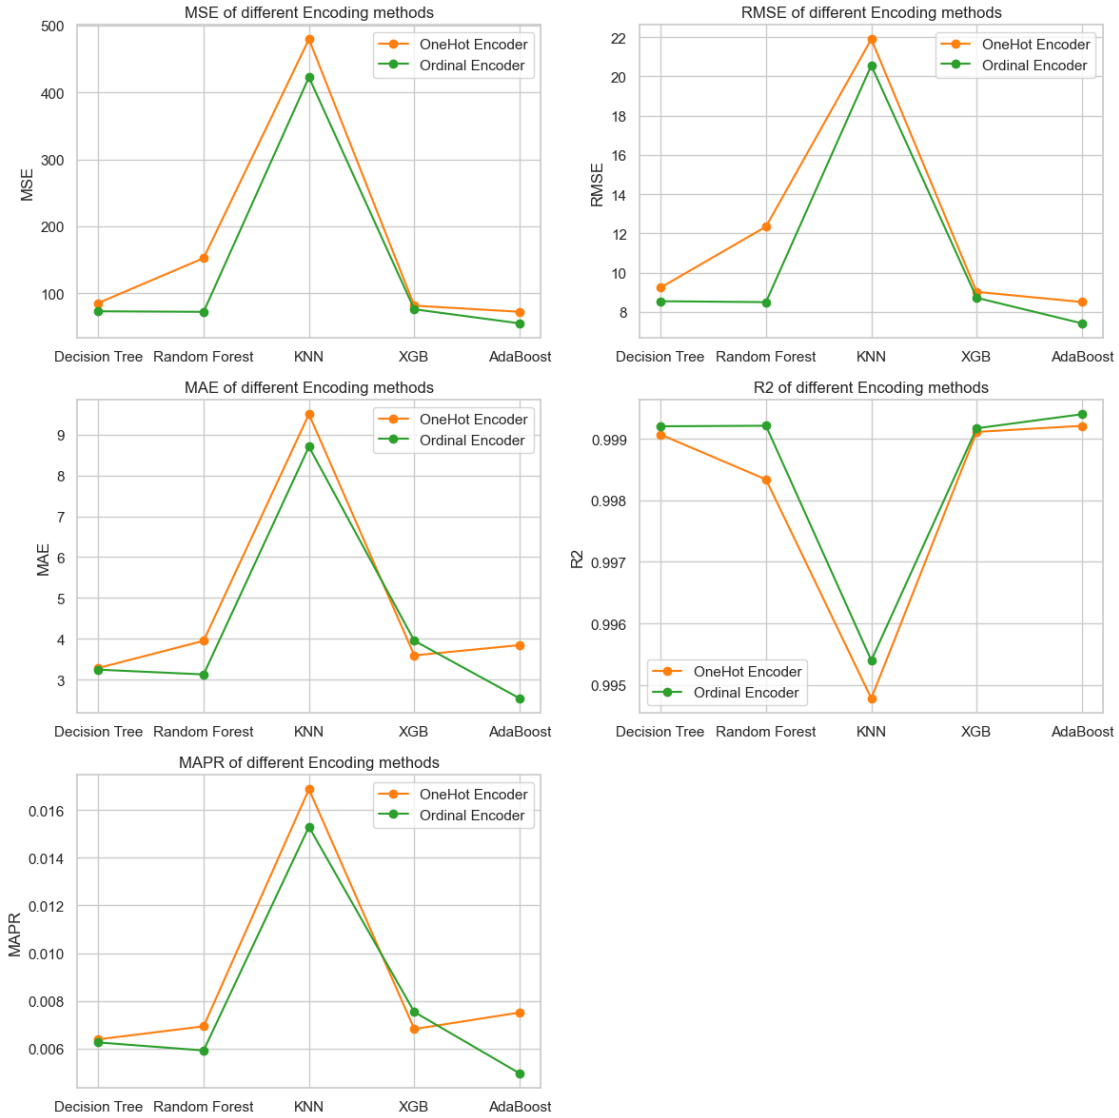 MSE of different Encoding methods
500
400
300
200
100
MSE
OneHot Encoder
Ordinal Encoder
Decision Tree Random Forest KNN XGB AdaBoost
RMSE of different Encoding methods
22
20
18
16
14
12
10
8
RMSE
OneHot Encoder
Ordinal Encoder
Decision Tree Random Forest KNN XGB AdaBoost
MAE of different Encoding methods
9
8
7
6
5
4
3
MAE
OneHot Encoder
Ordinal Encoder
Decision Tree Random Forest KNN XGB AdaBoost
R2 of different Encoding methods
0.999
0.998
0.997
0.996
0.995
R2
OneHot Encoder
Ordinal Encoder
Decision Tree Random Forest KNN XGB AdaBoost
MAPR of different Encoding methods
0.016
0.014
0.012
0.010
0.008
0.006
MAPR
OneHot Encoder
Ordinal Encoder
Decision Tree Random Forest KNN XGB AdaBoost